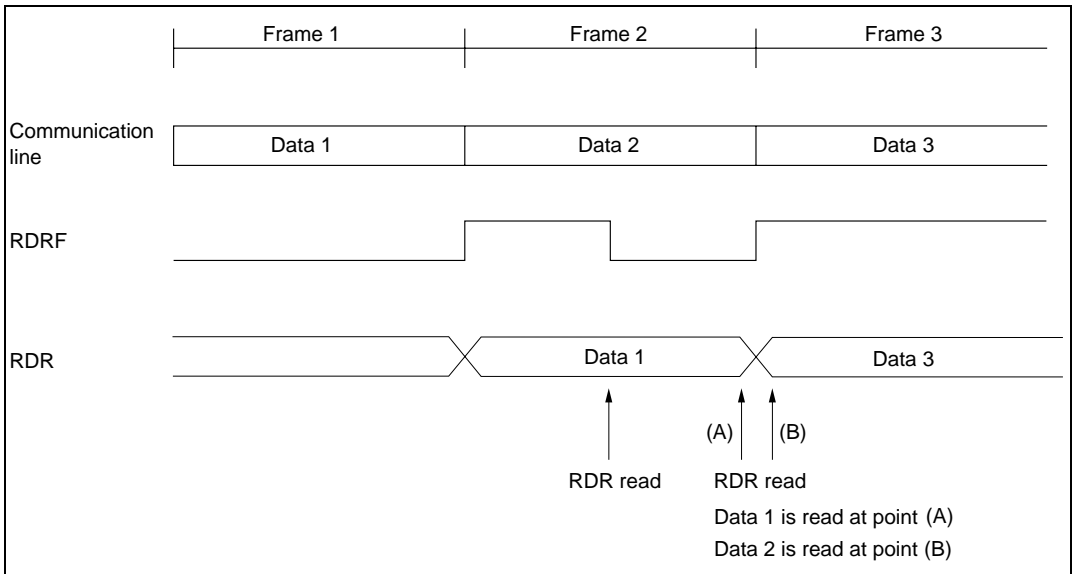 Frame 1 Frame 2 Frame 3
Communication
line
Data 1 Data 2 Data 3
RDRF
RDR
Data 1 Data 3
(A) (B)
RDR read RDR read
Data 1 is read at point (A)
Data 2 is read at point (B)